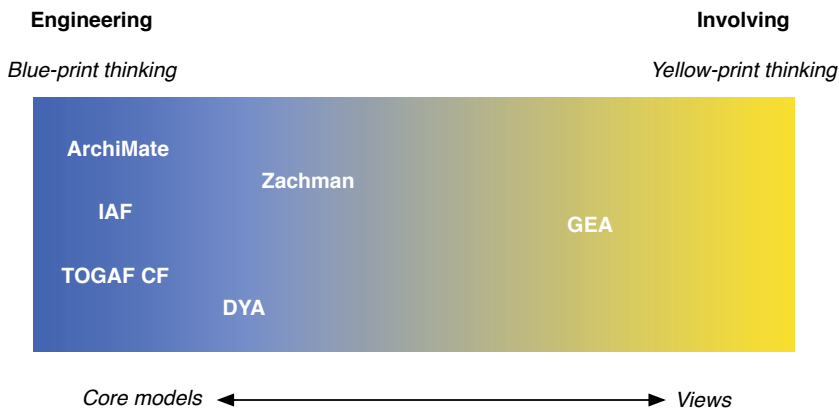 Engineering Involving
Blue-print thinking Yellow-print thinking
ArchiMate
Zachman
IAF
GEA
TOGAF CF
DYA
Core models Views